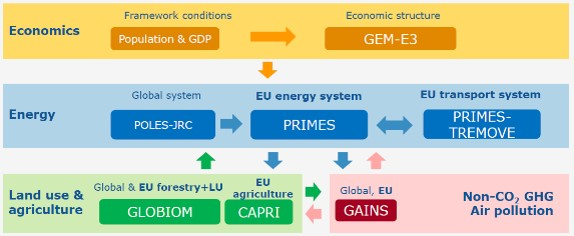 Framework conditions
Economic structure
Economics
Population & GDP
GEM-E3
Global system
EU energy system
EU transport system
Energy
POLES-JRC
PRIMES
PRIMES-
TREMOVE
Land use &
agriculture
Global & EU forestry+LU
EU
agriculture
GLOBIOM
CAPRI
Global, EU
GAINS
Non-CO₂ GHG
Air pollution